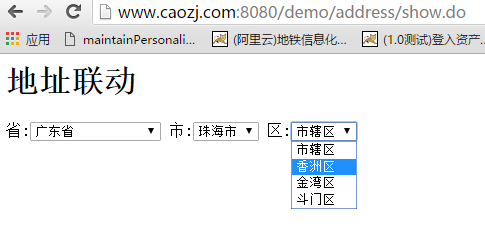 www.caozj.com:8080/demo/address/show.do
应用 maintainPersonali... (阿里云)地铁信息化... (1.0测试)登入资产...
地址联动
省:广东省 市:珠海市 区:市辖区
市辖区
香洲区
金湾区
斗门区